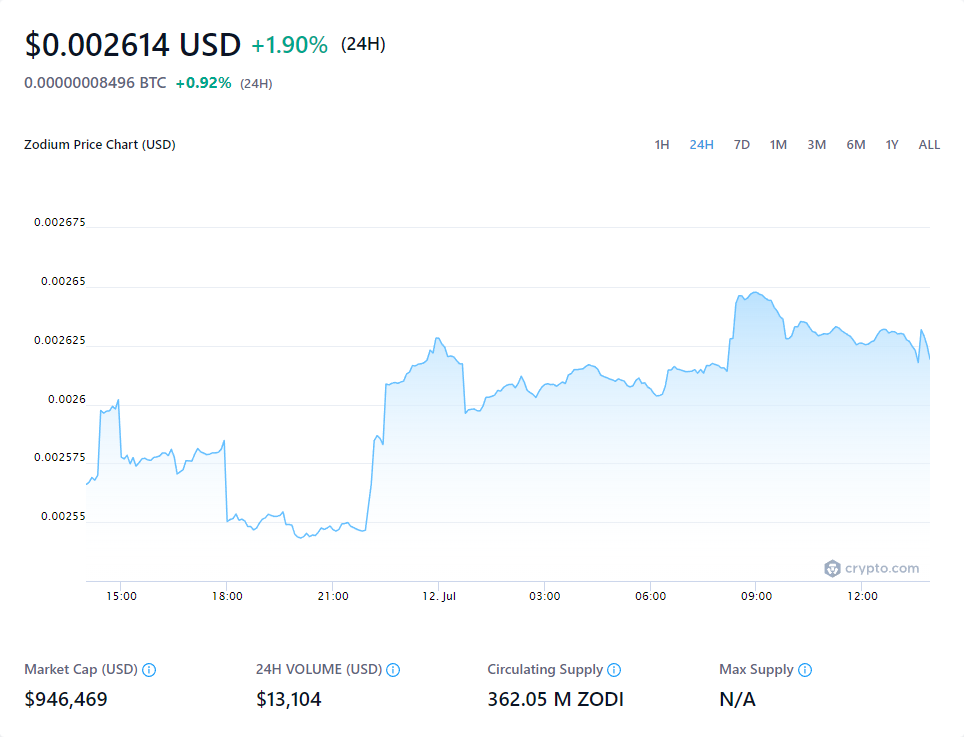 $0.002614 USD +1.90% (24H)
0.00000008496 BTC +0.92% (24H)
Zodium Price Chart (USD) 1H 24H 7D 1M 3M 6M 1Y ALL
0.002675
0.00265
0.002625
0.0026
0.002575
0.00255
crypto.com
15:00 18:00 21:00 12. Jul 03:00 06:00 09:00 12:00
Market Cap (USD) 24H VOLUME (USD) Circulating Supply Max Supply
$946,469 $13,104 362.05 M ZODI N/A